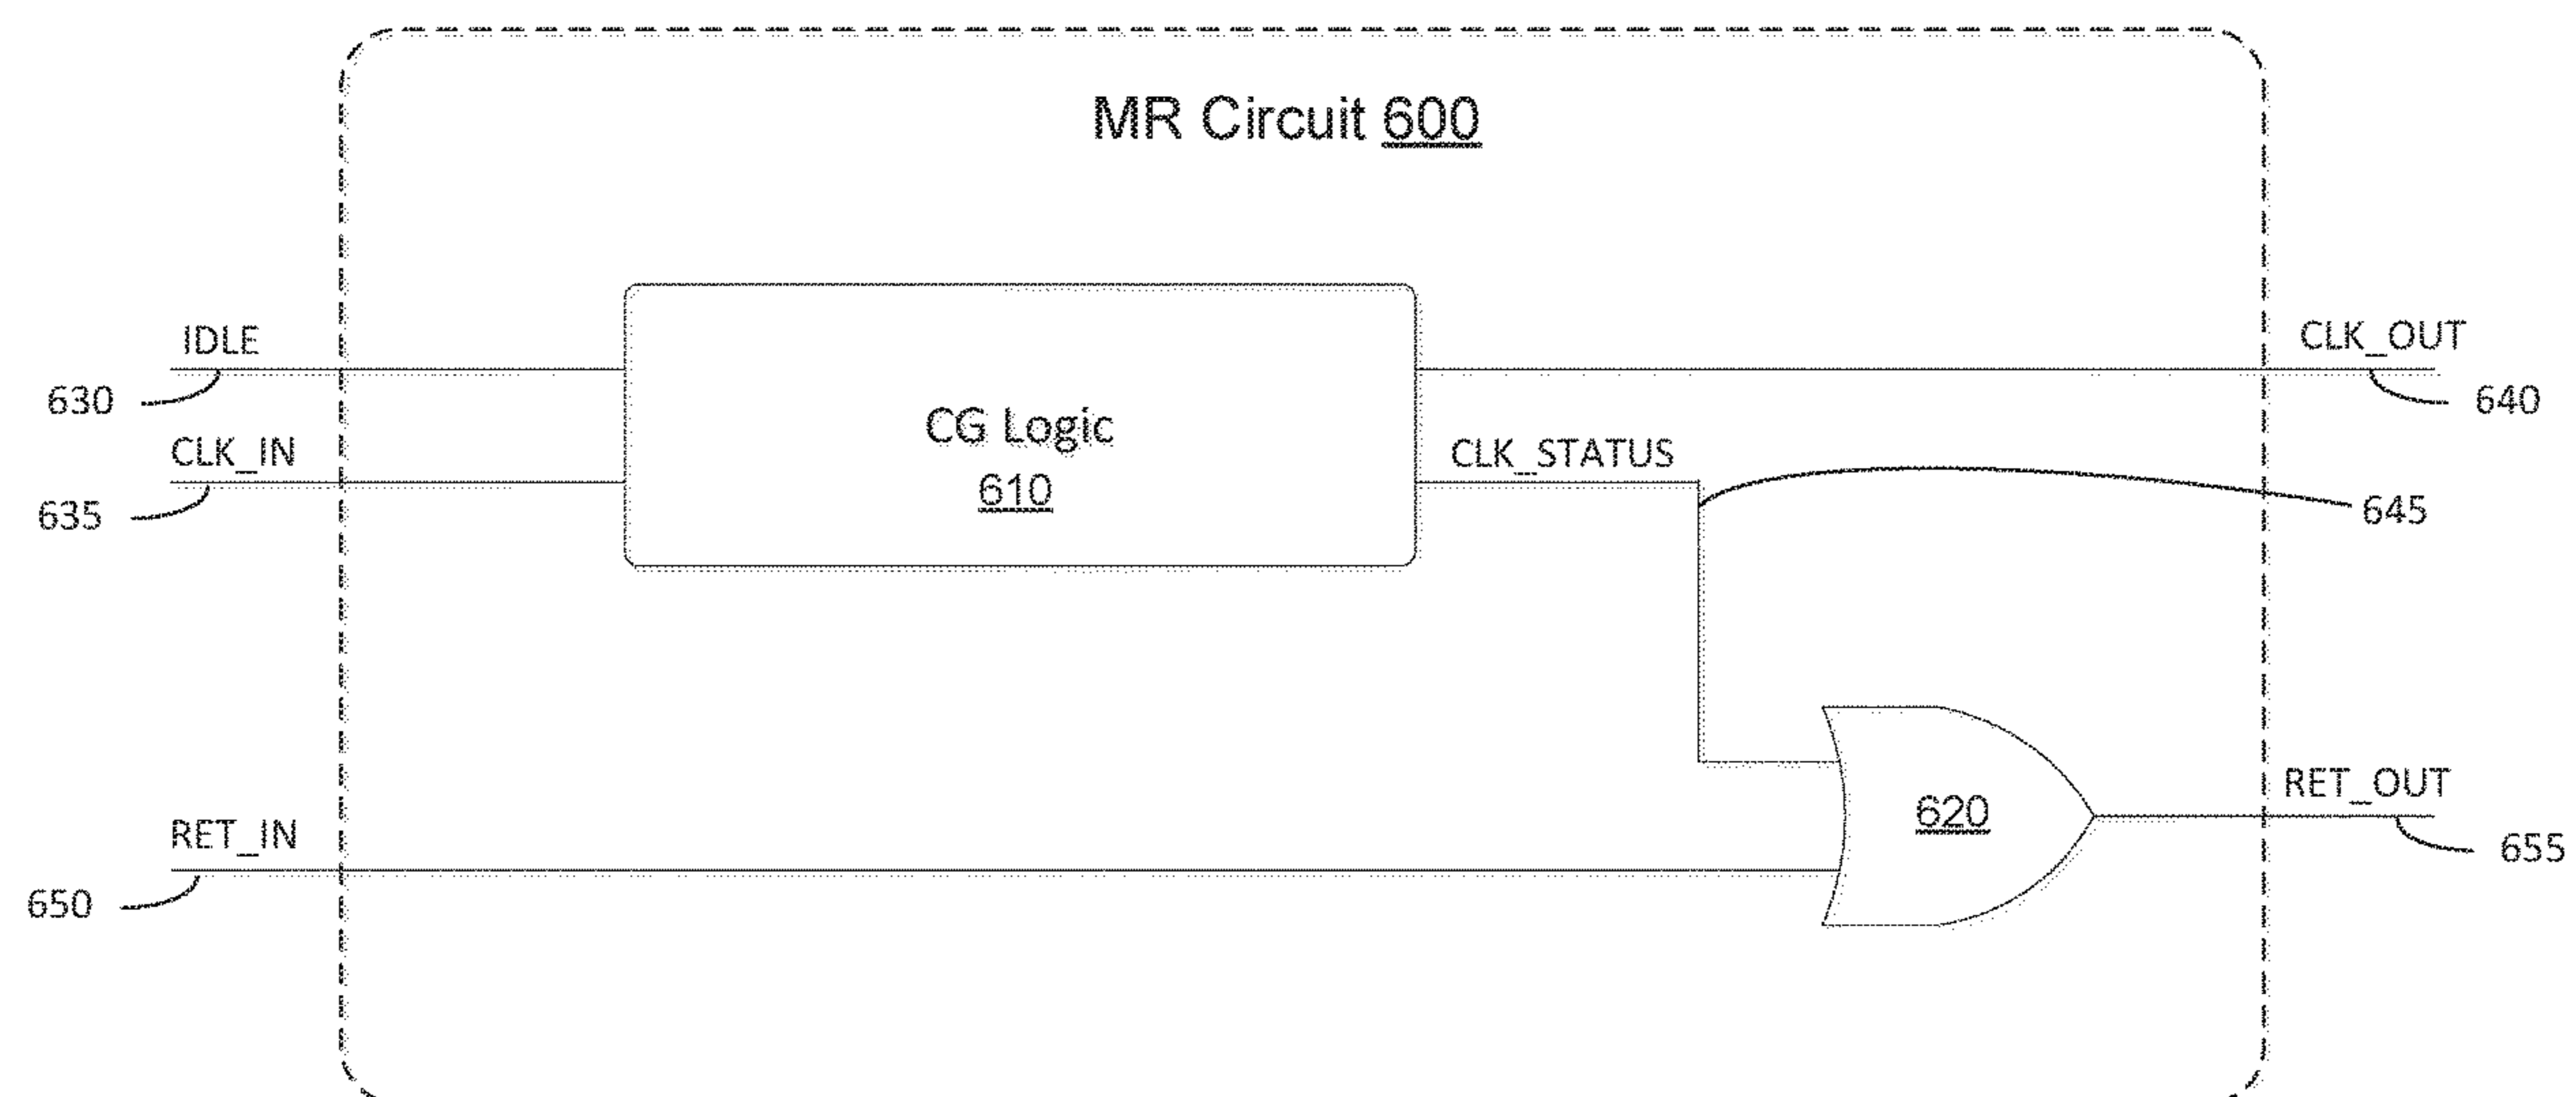 MR Circuit 600
IDLE
CLK_OUT
630
640
CG Logic
610
CLK_IN
CLK_STATUS
635
645
620
RET_OUT
RET_IN
655
650